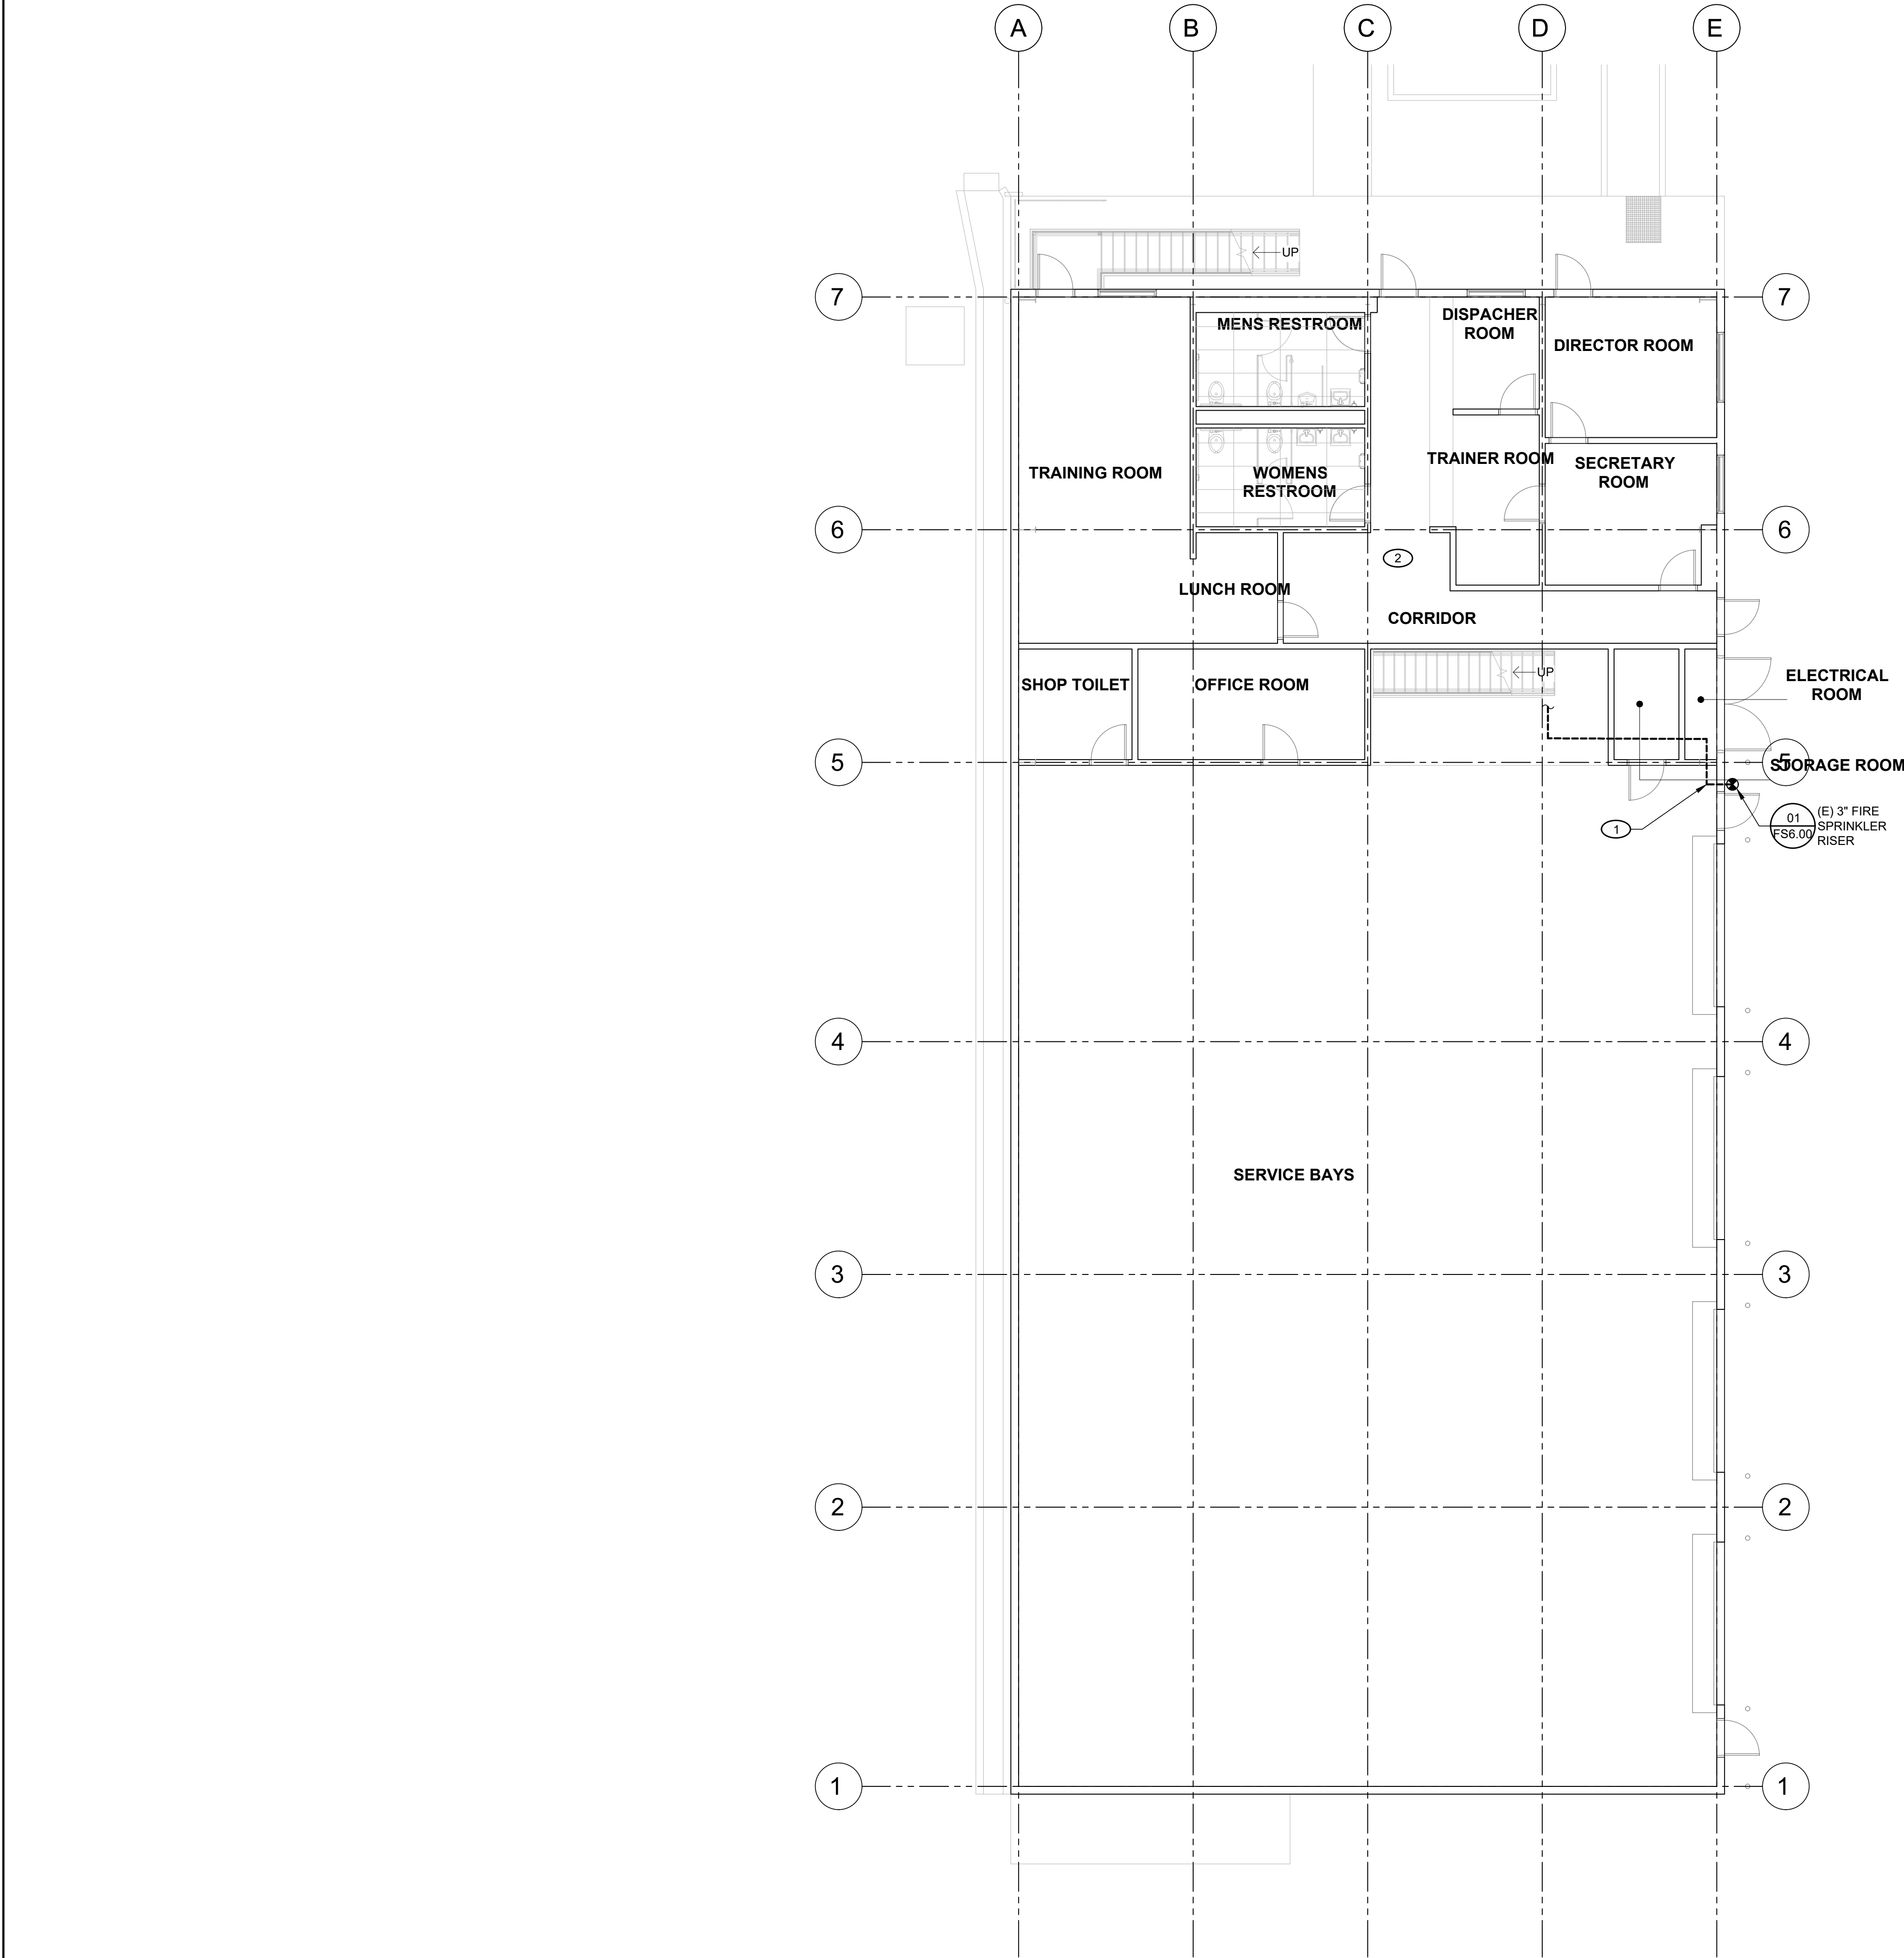 A
B
C
D
E
UP
7
7
MENS RESTROOM
DISPACHER
ROOM
DIRECTOR ROOM
TRAINING ROOM
WOMENS
RESTROOM
TRAINER ROOM
SECRETARY
ROOM
6
6
2
LUNCH ROOM
CORRIDOR
SHOP TOILET
OFFICE ROOM
UP
ELECTRICAL
ROOM
5
5
STORAGE ROOM
1
01
FS6.00
(E) 3" FIRE
SPRINKLER
RISER
4
4
SERVICE BAYS
3
3
2
2
1
1